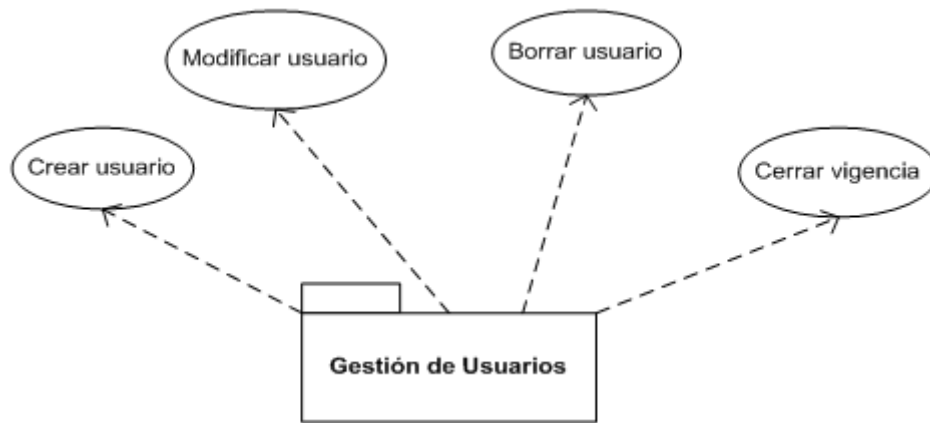 Modificar usuario
Borrar usuario
Crear usuario
Cerrar vigencia
Gestión de Usuarios